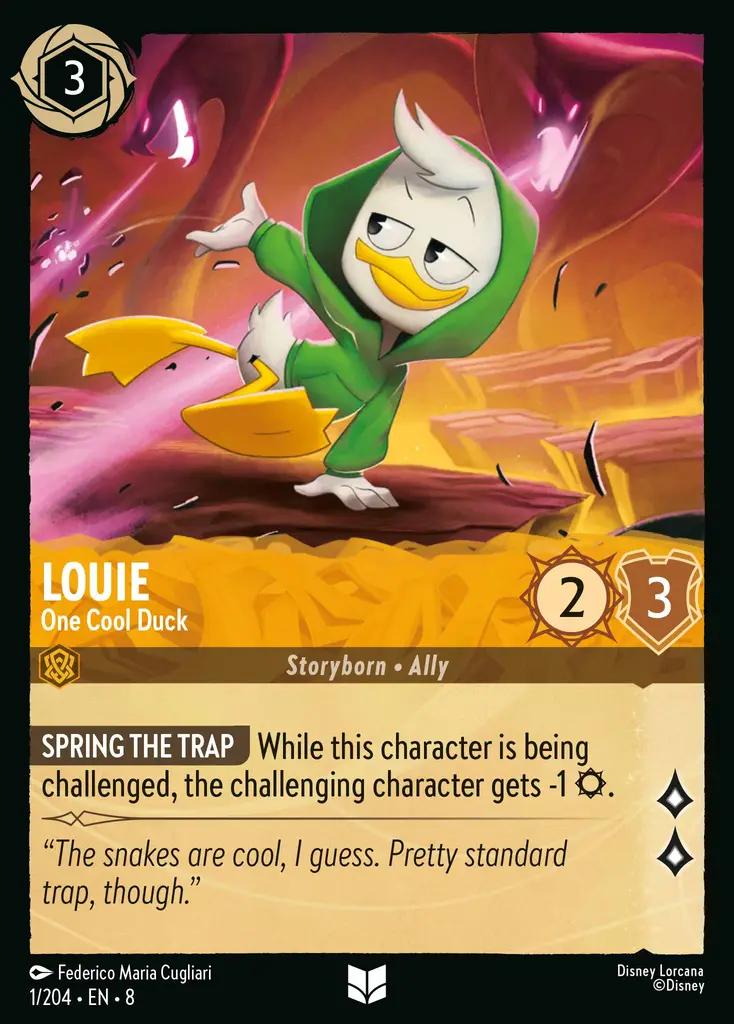 3
LOUIE
One Cool Duck
2
3
Storyborn • Ally
SPRING THE TRAP While this character is being
challenged, the challenging character gets -1 .
“The snakes are cool, I guess. Pretty standard
trap, though.”
Federico Maria Cugliari
1/204 • EN • 8
Disney Lorcana
©Disney